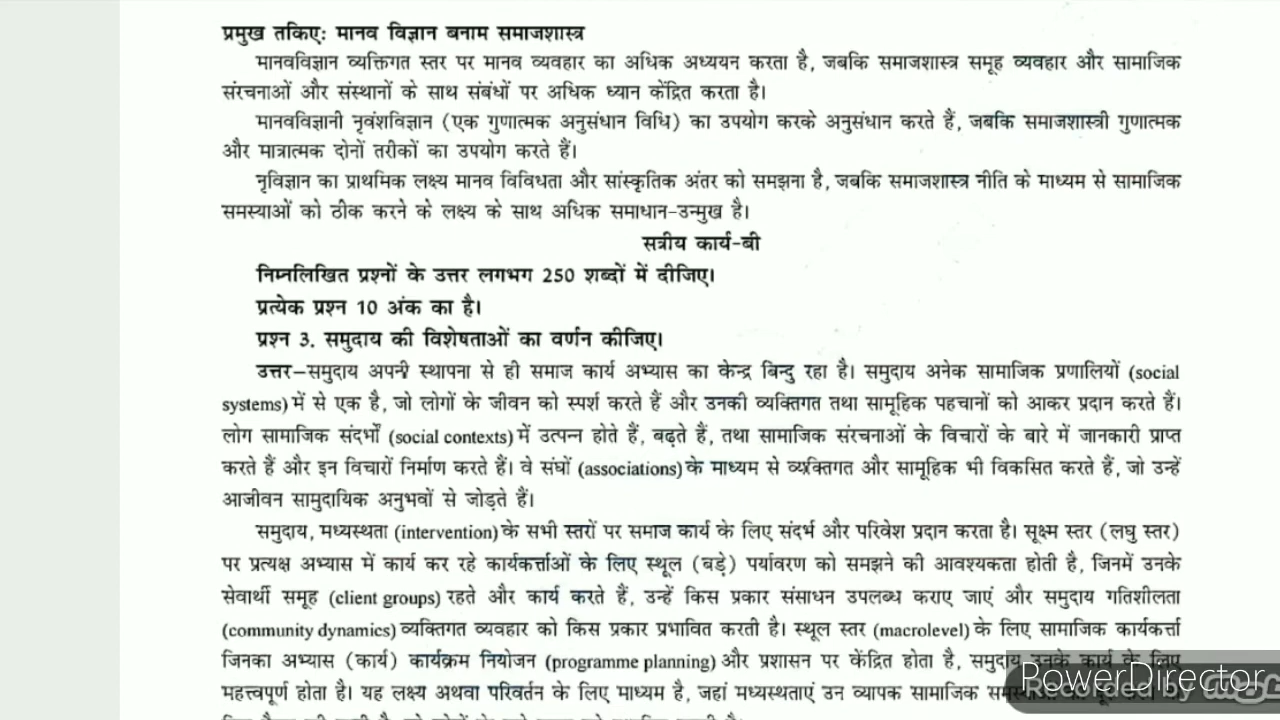 प्रमुख तकिए: मानव विज्ञान बनाम समाजशास्त्र
मानवविज्ञान व्यक्तिगत स्तर पर मानव व्यवहार का अधिक अध्ययन करता है, जबकि समाजशास्त्र समूह व्यवहार और सामाजिक
संरचनाओं और संस्थानों के साथ संबंधों पर अधिक ध्यान केंद्रित करता है।
मानवविज्ञानी नृवंशविज्ञान (एक गुणात्मक अनुसंधान विधि) का उपयोग करके अनुसंधान करते हैं, जबकि समाजशास्त्री गुणात्मक
और मात्रात्मक दोनों तरीकों का उपयोग करते हैं।
नृविज्ञान का प्राथमिक लक्ष्य मानव विविधता और सांस्कृतिक अंतर को समझना है, जबकि समाजशास्त्र नीति के माध्यम से सामाजिक
समस्याओं को ठीक करने के लक्ष्य के साथ अधिक समाधान-उन्मुख है।
सत्रीय कार्य-बी
निम्नलिखित प्रश्नों के उत्तर लगभग 250 शब्दों में दीजिए।
प्रत्येक प्रश्न 10 अंक का है।
प्रश्न 3. समुदाय की विशेषताओं का वर्णन कीजिए।
उत्तर–समुदाय अपनी स्थापना से ही समाज कार्य अभ्यास का केन्द्र बिन्दु रहा है। समुदाय अनेक सामाजिक प्रणालियों (social
systems) में से एक है, जो लोगों के जीवन को स्पर्श करते हैं और उनकी व्यक्तिगत तथा सामूहिक पहचानों को आकर प्रदान करते हैं।
लोग सामाजिक संदर्भों (social contexts) में उत्पन्न होते हैं, बढ़ते हैं, तथा सामाजिक संरचनाओं के विचारों के बारे में जानकारी प्राप्त
करते हैं और इन विचारों निर्माण करते हैं। वे संघों (associations) के माध्यम से व्यक्तिगत और सामूहिक भी विकसित करते हैं, जो उन्हें
आजीवन सामुदायिक अनुभवों से जोड़ते हैं।
समुदाय, मध्यस्थता (intervention) के सभी स्तरों पर समाज कार्य के लिए संदर्भ और परिवेश प्रदान करता है। सूक्ष्म स्तर (लघु स्तर)
पर प्रत्यक्ष अभ्यास में कार्य कर रहे कार्यकर्त्ताओं के लिए स्थूल (बड़े) पर्यावरण को समझने की आवश्यकता होती है, जिनमें उनके
सेवार्थी समूह (client groups) रहते और कार्य करते हैं, उन्हें किस प्रकार संसाधन उपलब्ध कराए जाएं और समुदाय गतिशीलता
(community dynamics) व्यक्तिगत व्यवहार को किस प्रकार प्रभावित करती है। स्थूल स्तर (macrolevel) के लिए सामाजिक कार्यकर्त्ता
जिनका अभ्यास (कार्य) कार्यक्रम नियोजन (programme planning) और प्रशासन पर केंद्रित होता है, समुदाय उनके कार्य के लिए
महत्त्वपूर्ण होता है। यह लक्ष्य अथवा परिवर्तन के लिए माध्यम है, जहां मध्यस्थताएं उन व्यापक सामाजिक
PowerDirector